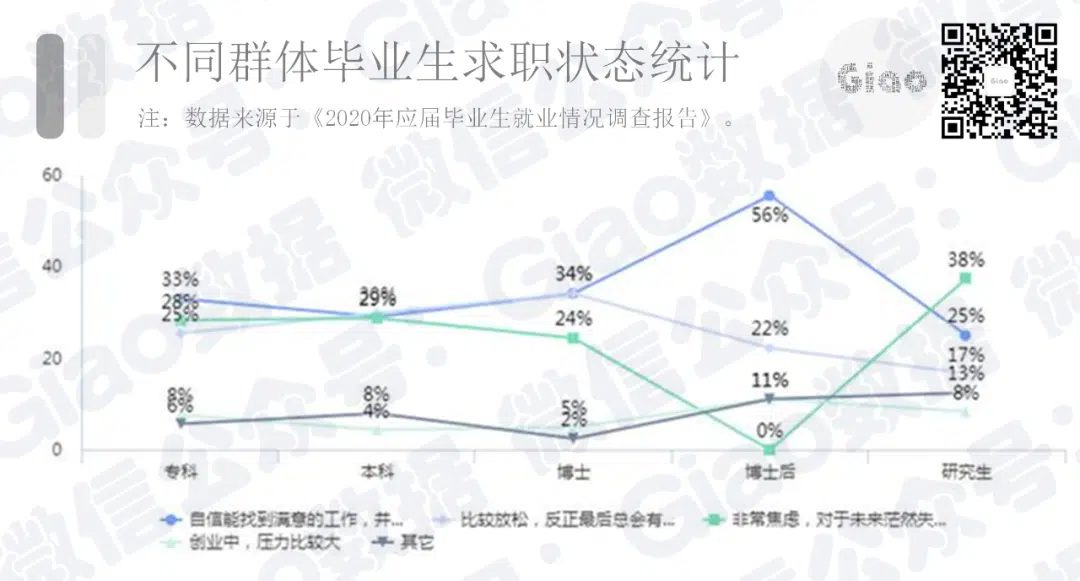 不同群体毕业生求职状态统计
注：数据来源于《2020年应届毕业生就业情况调查报告》。
Giao
Giao
60
40
20
0
33%
28%
25%
8%
6%
29%
8%
4%
34%
24%
5%
2%
56%
22%
11%
0%
38%
25%
17%
13%
8%
专科
本科
博士
博士后
研究生
自信能找到满意的工作，并...
比较放松，反正最后总会有...
非常焦虑，对于未来茫然失...
创业中，压力比较大
其它
微信公众号·Giao数据